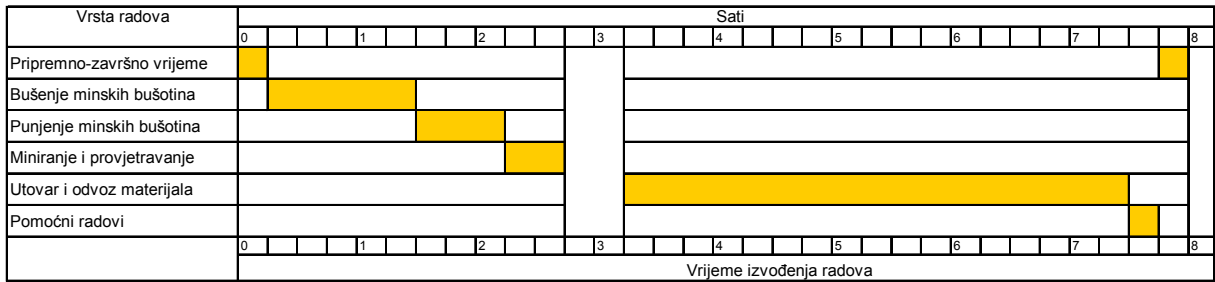 Vrsta radova Sati
0 1 2 3 4 5 6 7 8
Pripremno-završno vrijeme
Bušenje minskih bušotina
Punjenje minskih bušotina
Miniranje i provjetravanje
Utovar i odvoz materijala
Pomoćni radovi
0 1 2 3 4 5 6 7 8
Vrijeme izvođenja radova